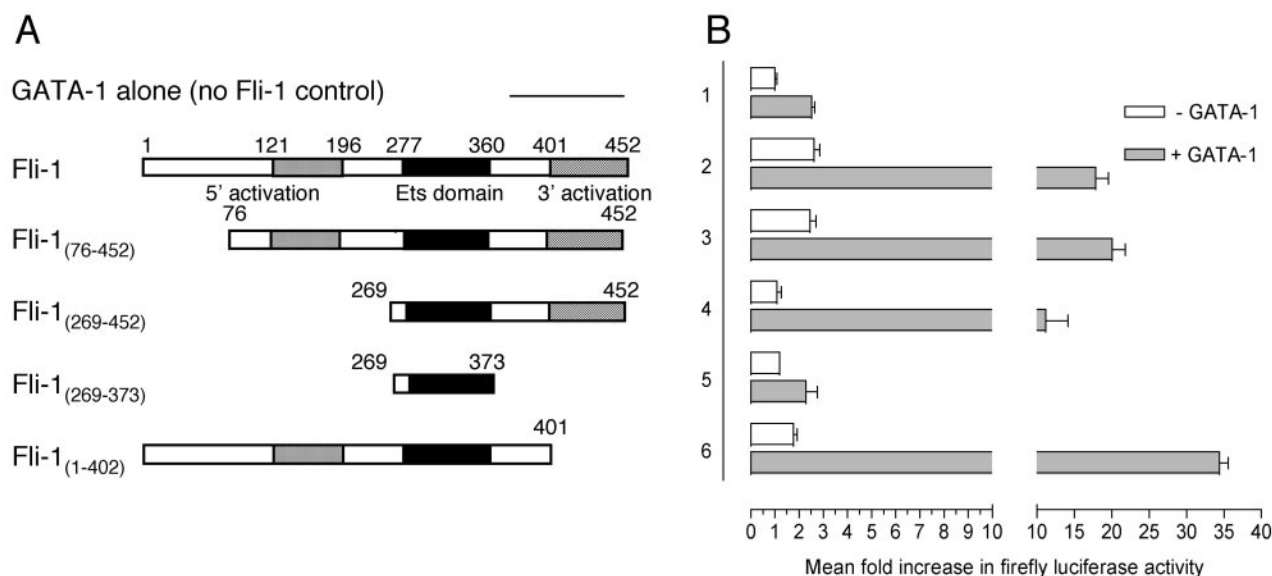 A
GATA-1 alone (no Fli-1 control)
1 121 196 277 360 401 452
Fli-1
5' activation Ets domain 3' activation
76 452
Fli-1(76-452)
269 452
Fli-1(269-452)
269 373
Fli-1(269-373)
401
Fli-1(1-402)
B
1
2
3
4
5
6
- GATA-1
+ GATA-1
0 1 2 3 4 5 6 7 8 9 10 10 15 20 25 30 35 40
Mean fold increase in firefly luciferase activity